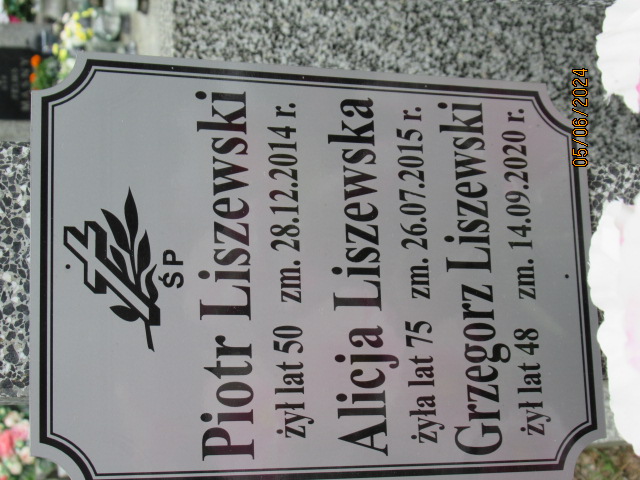 ŚP
Piotr Liszewski
żył lat 50 zm. 28.12.2014 r.
Alicja Liszewska
żyła lat 75 zm. 26.07.2015 r.
Grzegorz Liszewski
żył lat 48 zm. 14.09.2020 r.
05/06/2024